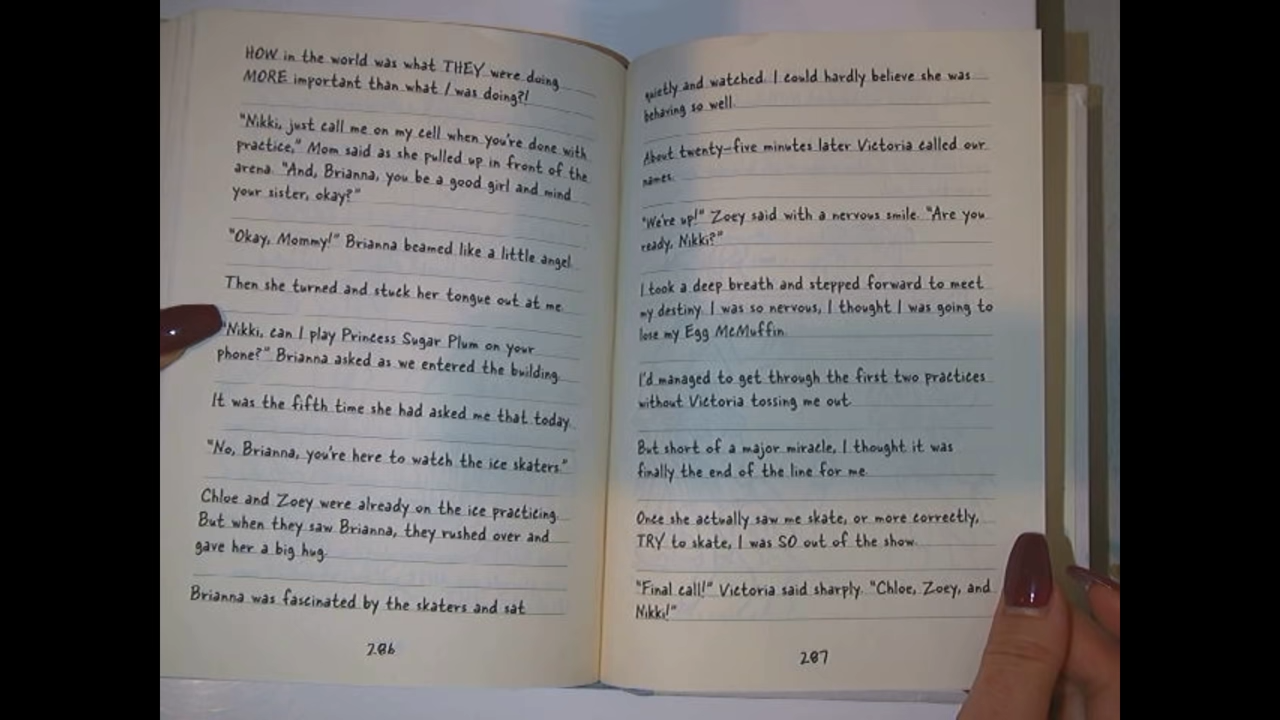 HOW in the world was what THEY were doing
MORE important than what I was doing?!
"Nikki, just call me on my cell when you're done with
practice," Mom said as she pulled up in front of the
arena. "And, Brianna, you be a good girl and mind
your sister, okay?"
"Okay, Mommy!" Brianna beamed like a little angel.
Then she turned and stuck her tongue out at me.
"Nikki, can I play Princess Sugar Plum on your
phone?" Brianna asked as we entered the building.
It was the fifth time she had asked me that today.
"No, Brianna, you're here to watch the ice skaters."
Chloe and Zoey were already on the ice practicing.
But when they saw Brianna, they rushed over and
gave her a big hug.
Brianna was fascinated by the skaters and sat
286
quietly and watched. I could hardly believe she was
behaving so well.
About twenty-five minutes later Victoria called our
names.
"We're up!" Zoey said with a nervous smile. "Are you
ready, Nikki?"
I took a deep breath and stepped forward to meet
my destiny. I was so nervous, I thought I was going to
lose my Egg McMuffin.
I'd managed to get through the first two practices
without Victoria tossing me out.
But short of a major miracle, I thought it was
finally the end of the line for me.
Once she actually saw me skate, or more correctly,
TRY to skate, I was SO out of the show.
"Final call!" Victoria said sharply. "Chloe, Zoey, and
Nikki!"
287